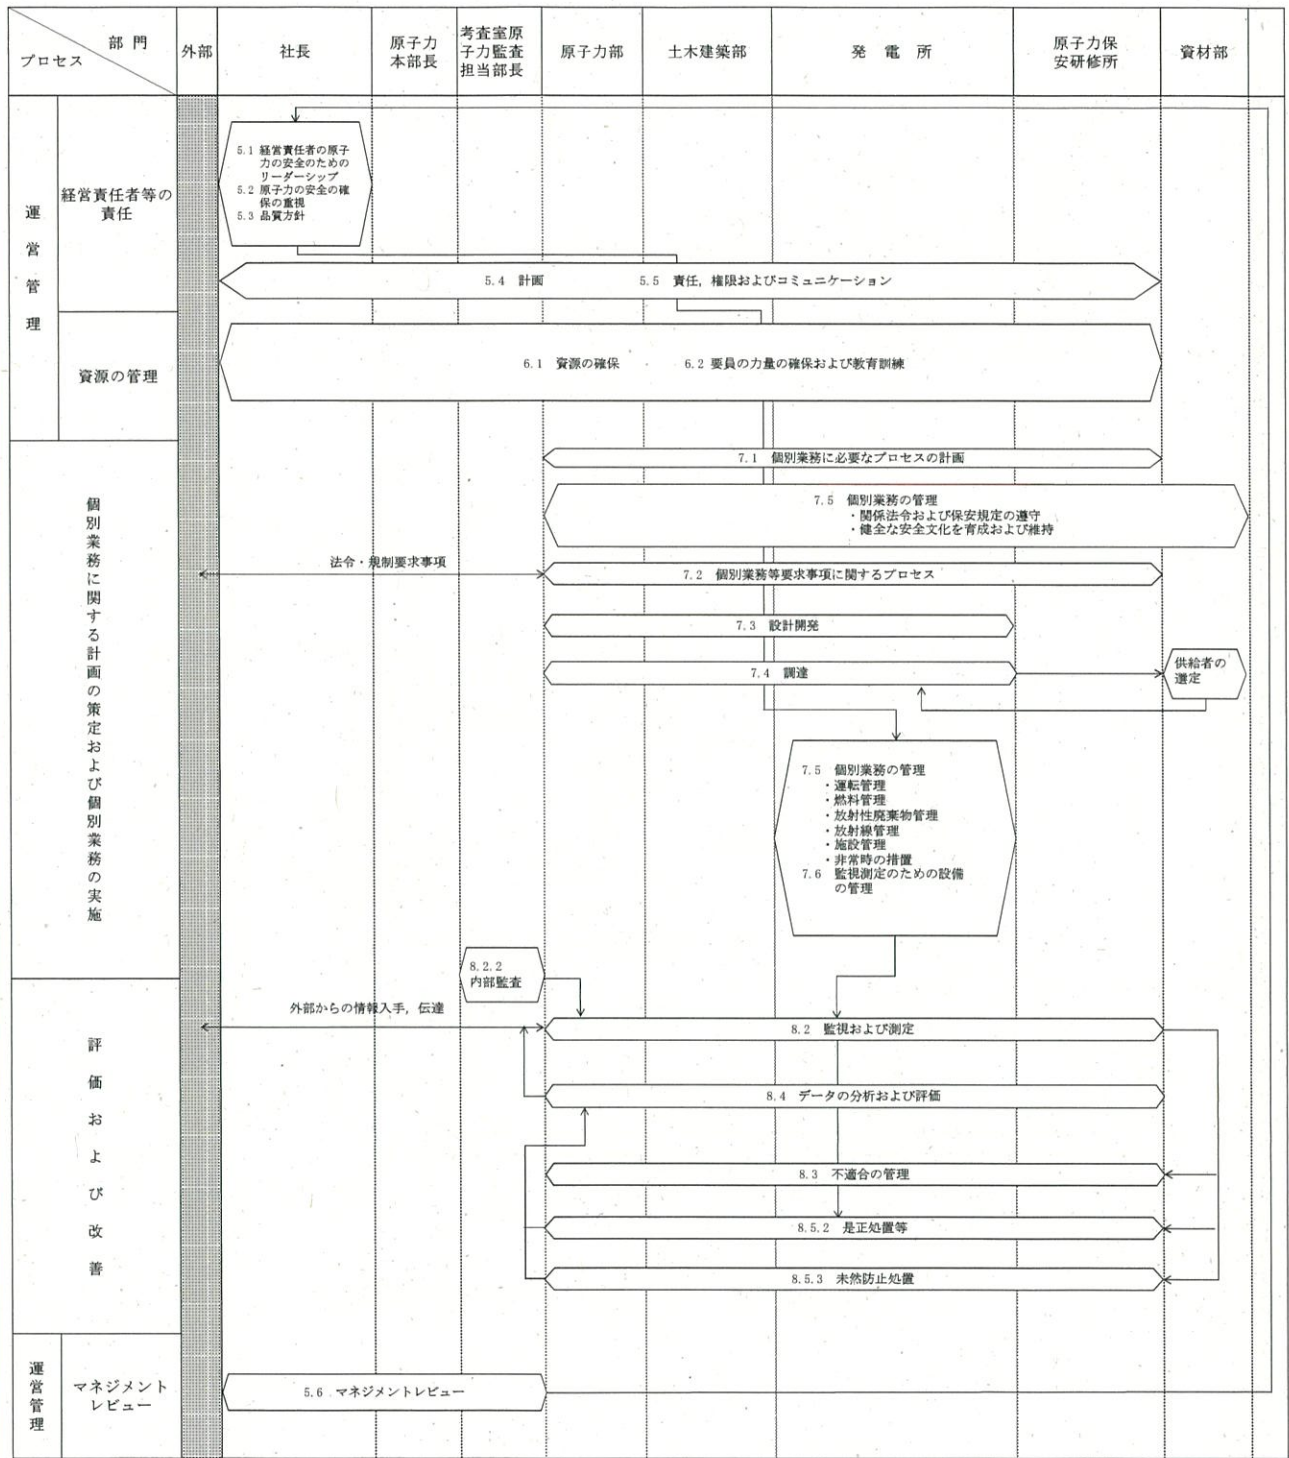 部 門
プロセス
外部
社長
原子力
本部長
考査室原
子力監査
担当部長
原子力部
土木建築部
発 電 所
原子力保
安研修所
資材部
運営管理
経営責任者等の
責任
5.1 経営責任者の原子
力の安全のための
リーダーシップ
5.2 原子力の安全の確
保の重視
5.3 品質方針
5.4 計画
5.5 責任，権限およびコミュニケーション
資源の管理
6.1 資源の確保
6.2 要員の力量の確保および教育訓練
個別業務に関する計画の策定および個別業務の実施
7.1 個別業務に必要なプロセスの計画
7.5 個別業務の管理
・関係法令および保安規定の遵守
・健全な安全文化を育成および維持
法令・規制要求事項
7.2 個別業務等要求事項に関するプロセス
7.3 設計開発
7.4 調達
供給者の
選定
7.5 個別業務の管理
・運転管理
・燃料管理
・放射性廃棄物管理
・放射線管理
・施設管理
・非常時の措置
7.6 監視測定のための設備
の管理
評価および改善
8.2.2
内部監査
外部からの情報入手，伝達
8.2 監視および測定
8.4 データの分析および評価
8.3 不適合の管理
8.5.2 是正処置等
8.5.3 未然防止処置
運営管理
マネジメント
レビュー
5.6 マネジメントレビュー